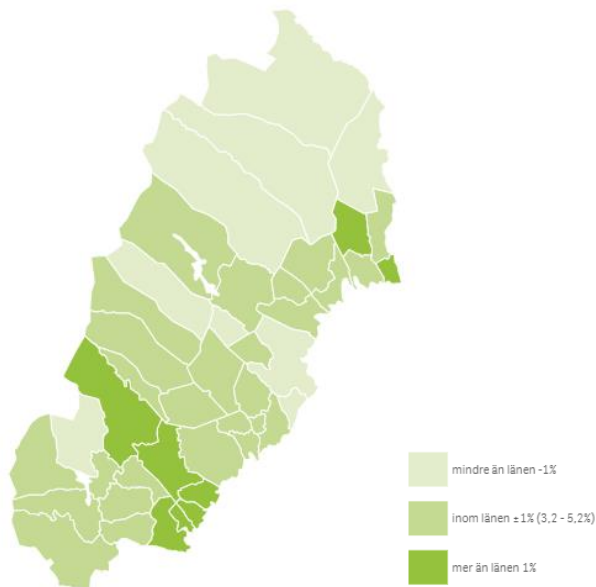 mindre än länen -1%
inom länen ±1% (3,2 - 5,2%)
mer än länen 1%